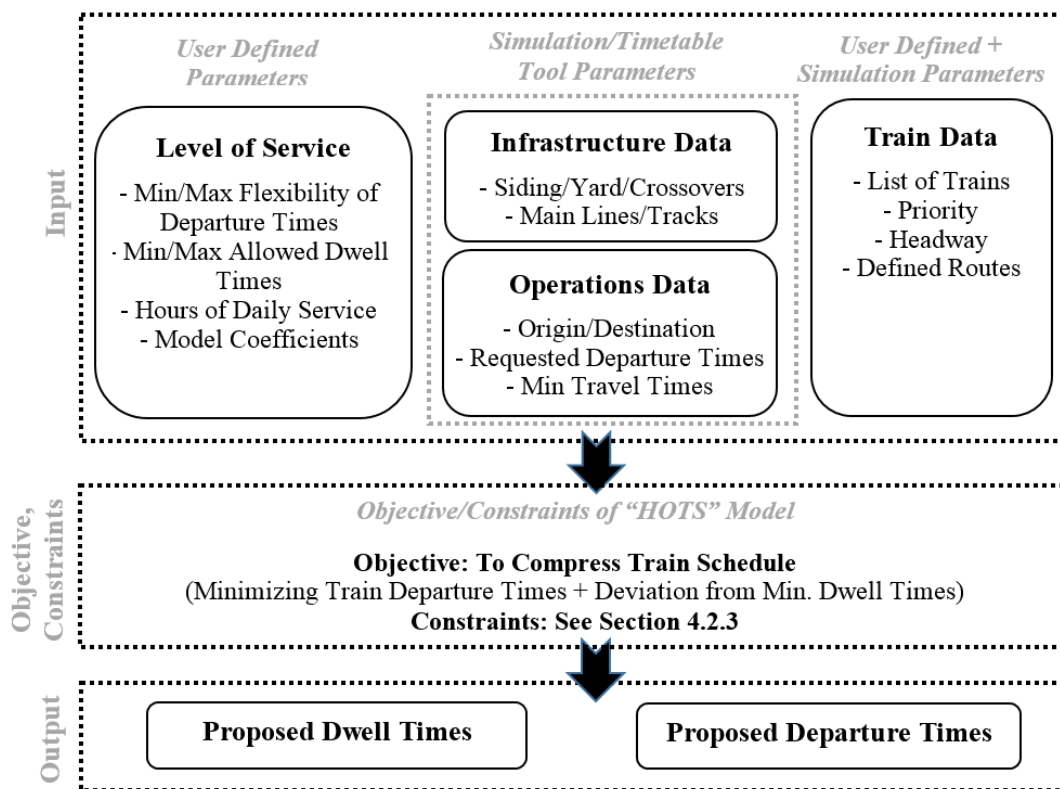 Input
User Defined
Parameters
Level of Service
- Min/Max Flexibility of
Departure Times
- Min/Max Allowed Dwell
Times
- Hours of Daily Service
- Model Coefficients
Simulation/Timetable
Tool Parameters
Infrastructure Data
- Siding/Yard/Crossovers
- Main Lines/Tracks
Operations Data
- Origin/Destination
- Requested Departure Times
- Min Travel Times
User Defined +
Simulation Parameters
Train Data
- List of Trains
- Priority
- Headway
- Defined Routes
Objective,
Constraints
Objective/Constraints of “HOTS” Model
Objective: To Compress Train Schedule
(Minimizing Train Departure Times + Deviation from Min. Dwell Times)
Constraints: See Section 4.2.3
Output
Proposed Dwell Times
Proposed Departure Times